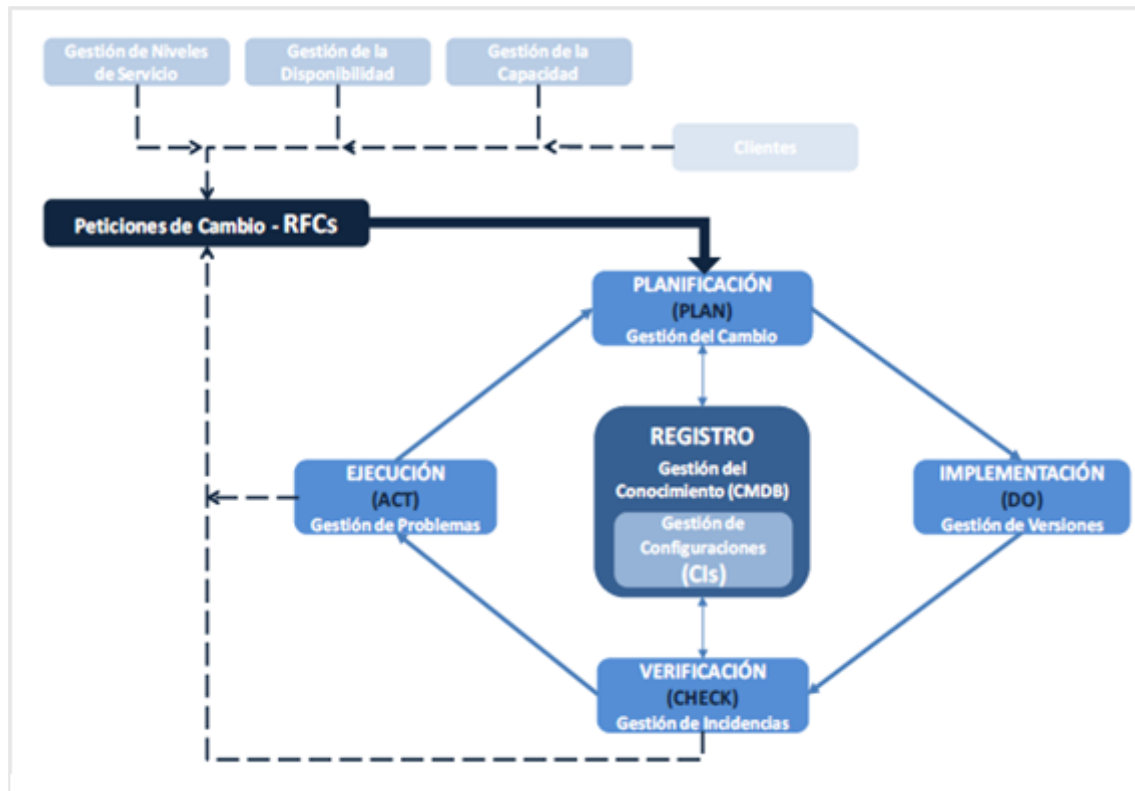 Gestión de Niveles
de Servicio
Gestión de la
Disponibilidad
Gestión de la
Capacidad
Clientes
Peticiones de Cambio - RFCs
PLANIFICACIÓN
(PLAN)
Gestión del Cambio
REGISTRO
Gestión del
Conocimiento (CMDB)
Gestión de
Configuraciones
(CIs)
EJECUCIÓN
(ACT)
Gestión de Problemas
IMPLEMENTACIÓN
(DO)
Gestión de Versiones
VERIFICACIÓN
(CHECK)
Gestión de Incidencias